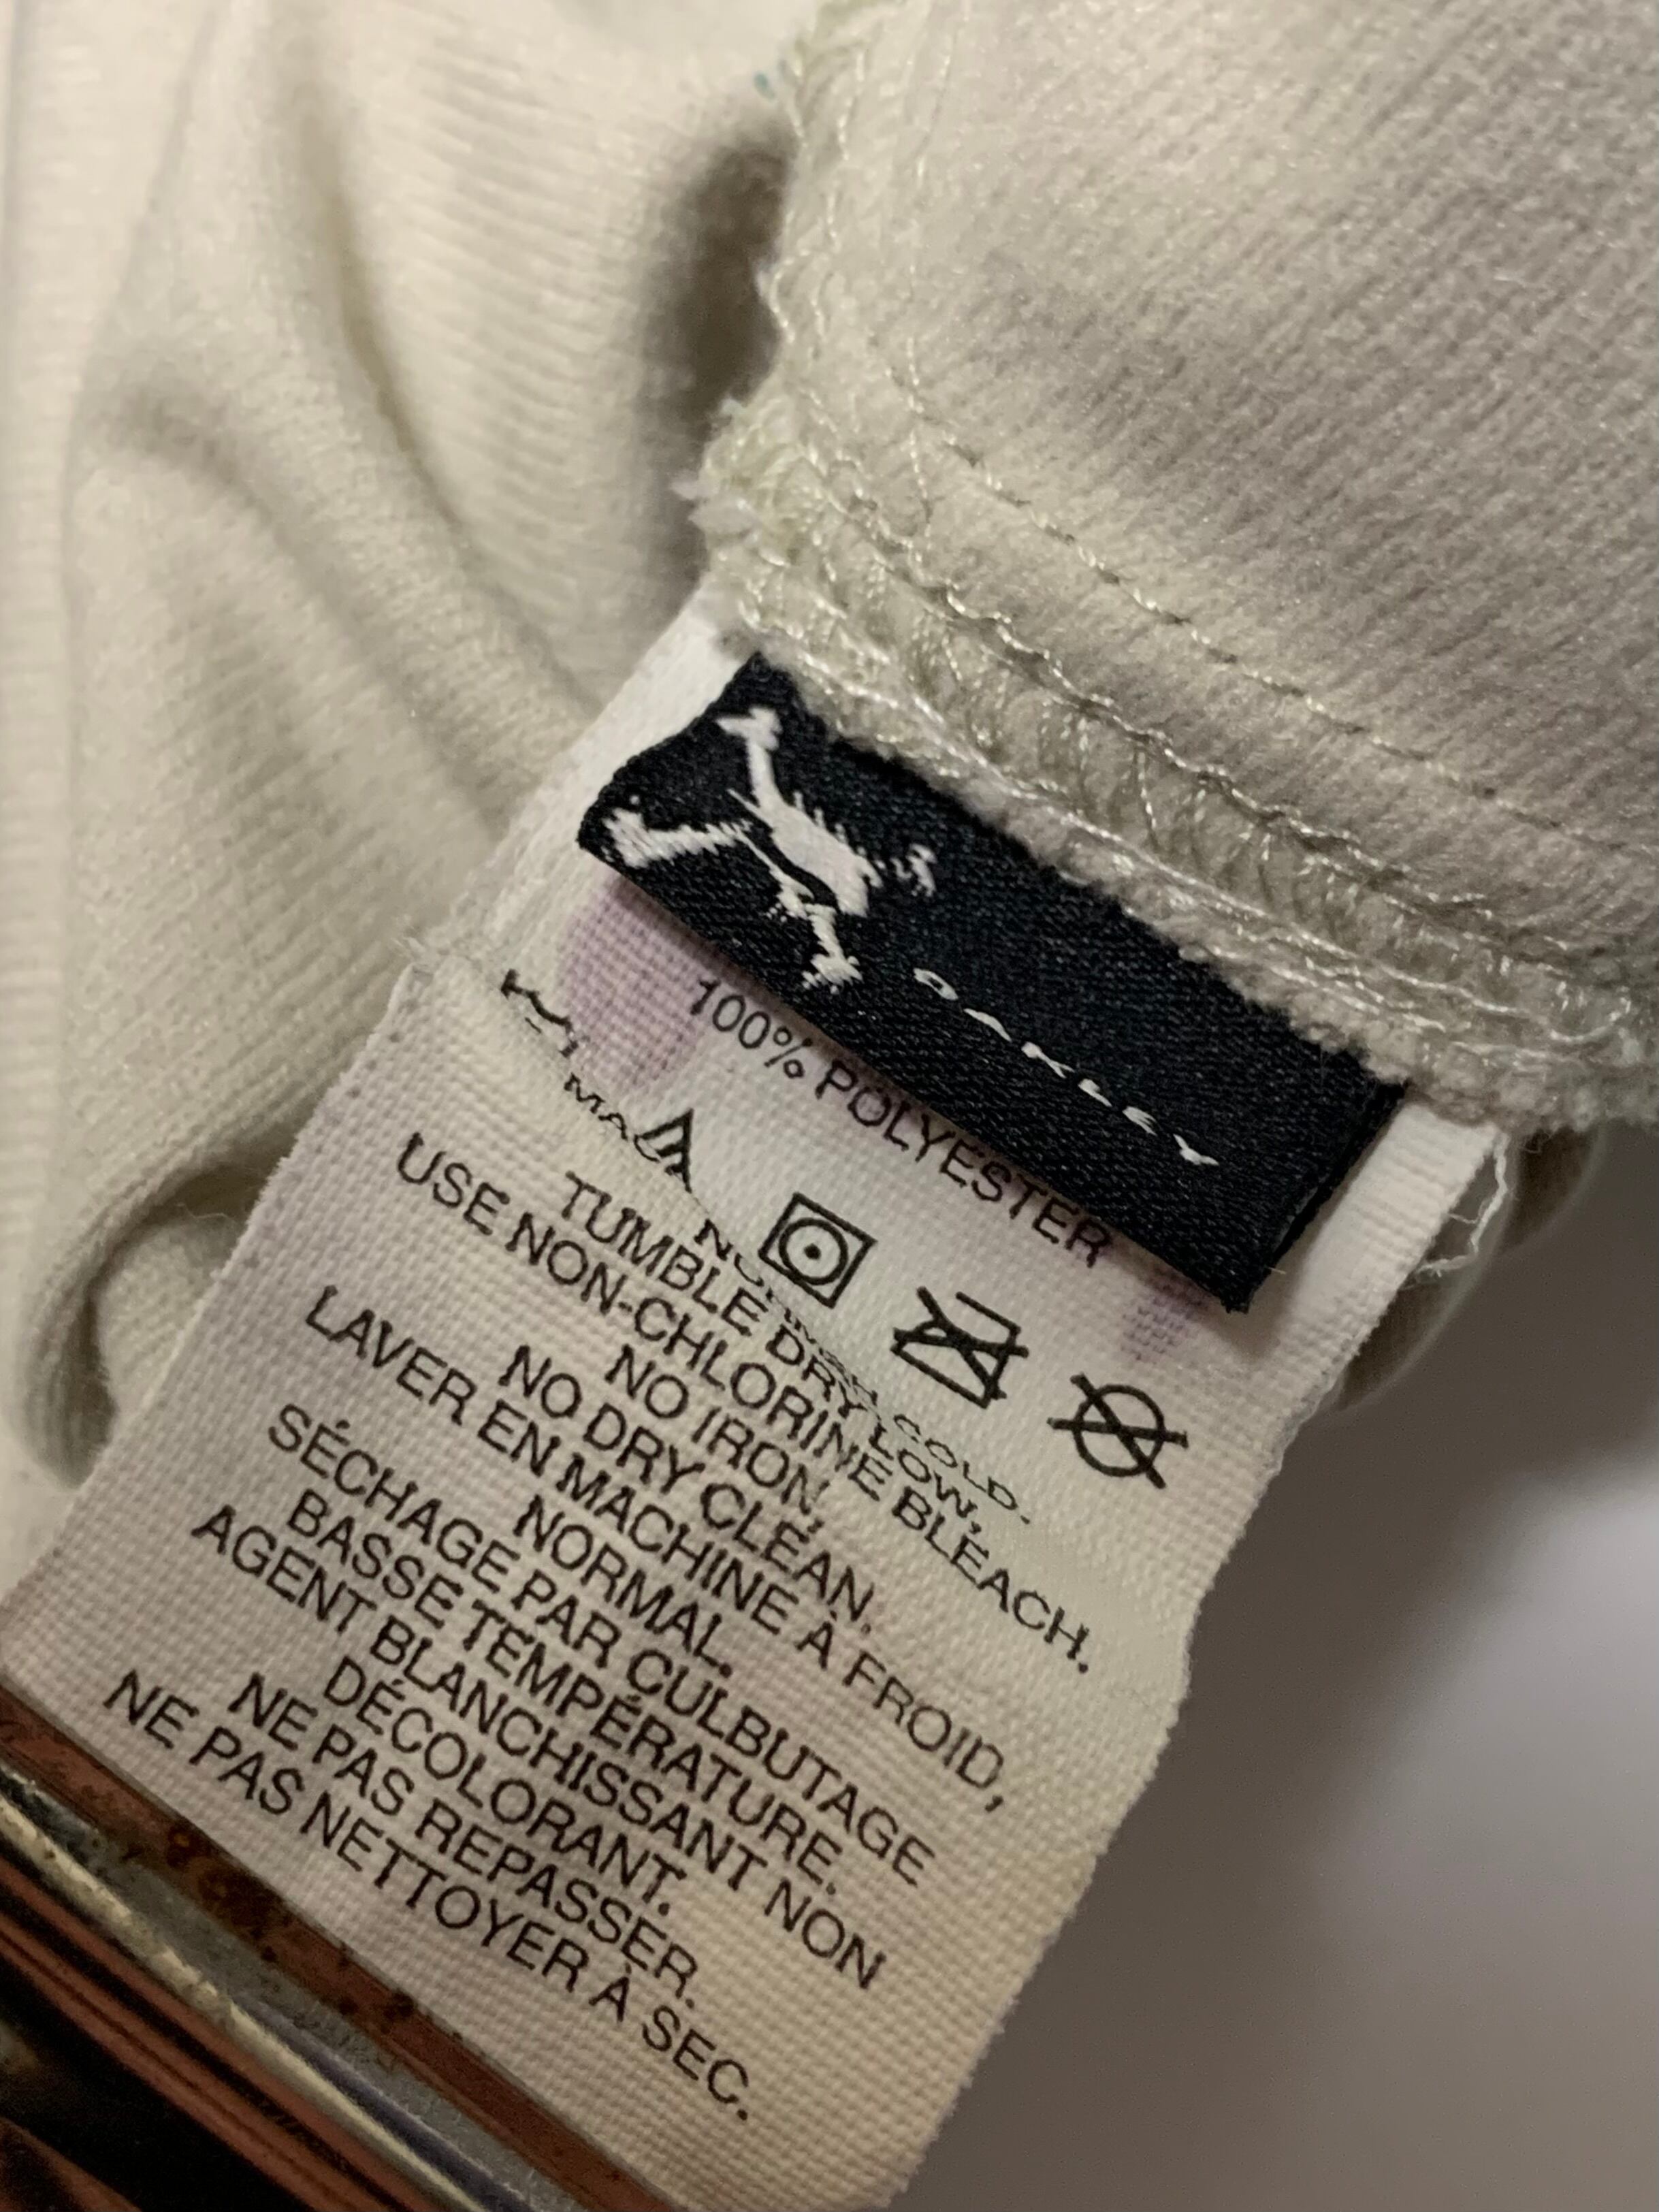 OAKLEY
100% POLYESTER
COLD.
TUMBLE DRY LOW,
USE NON-CHLORINE BLEACH.
NO IRON,
NO DRY CLEAN,
LAVER EN MACHINE À FROID,
NORMAL.
SÉCHAGE PAR CULBUTAGE
BASSE TEMPÉRATURE.
AGENT BLANCHISSANT NON
DÉCOLORANT.
NE PAS REPASSER.
NE PAS NETTOYER À SEC.